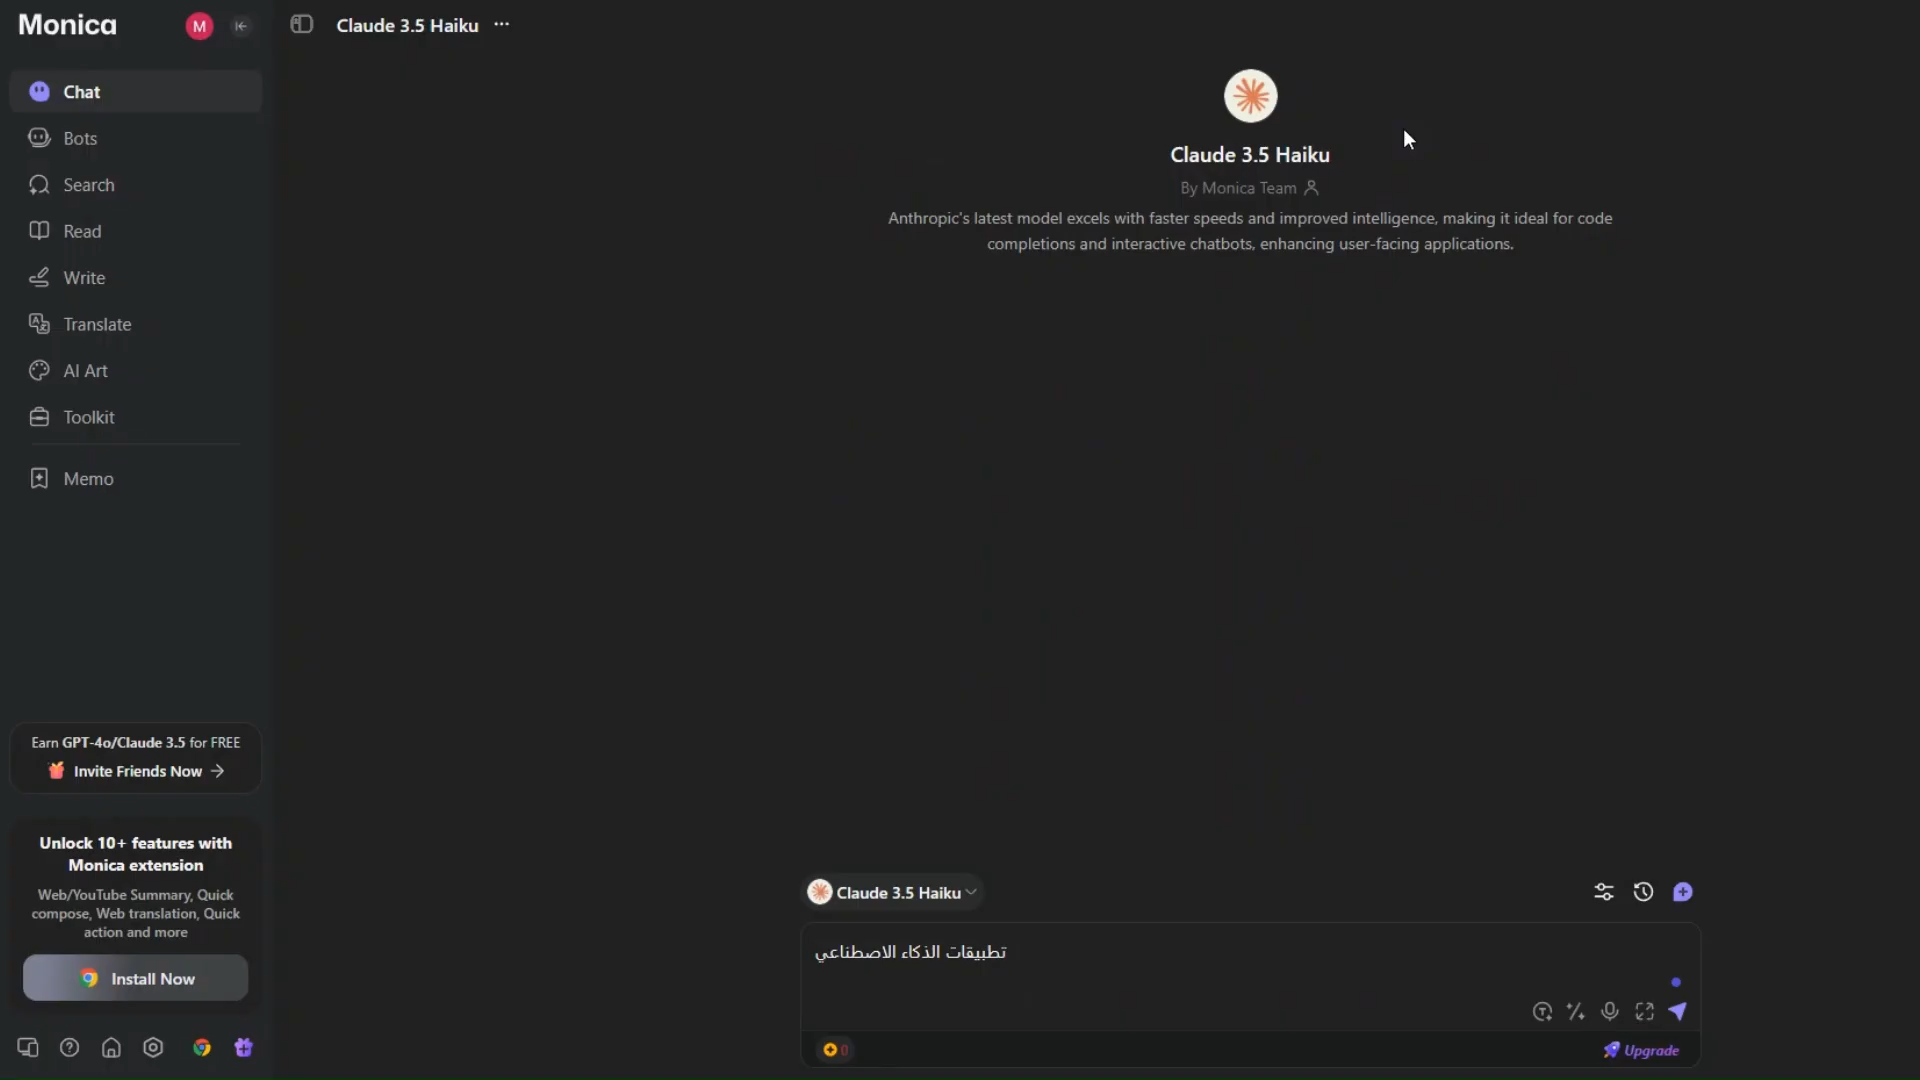 Monica
M
Claude 3.5 Haiku
Chat
Bots
Search
Read
Write
Translate
AI Art
Toolkit
Memo
Earn GPT-4o/Claude 3.5 for FREE
Invite Friends Now →
Unlock 10+ features with
Monica extension
Web/YouTube Summary, Quick
compose, Web translation, Quick
action and more
Install Now
Claude 3.5 Haiku
By Monica Team
Anthropic's latest model excels with faster speeds and improved intelligence, making it ideal for code
completions and interactive chatbots, enhancing user-facing applications.
Claude 3.5 Haiku
تطبيقات الذكاء الاصطناعي
0
Upgrade